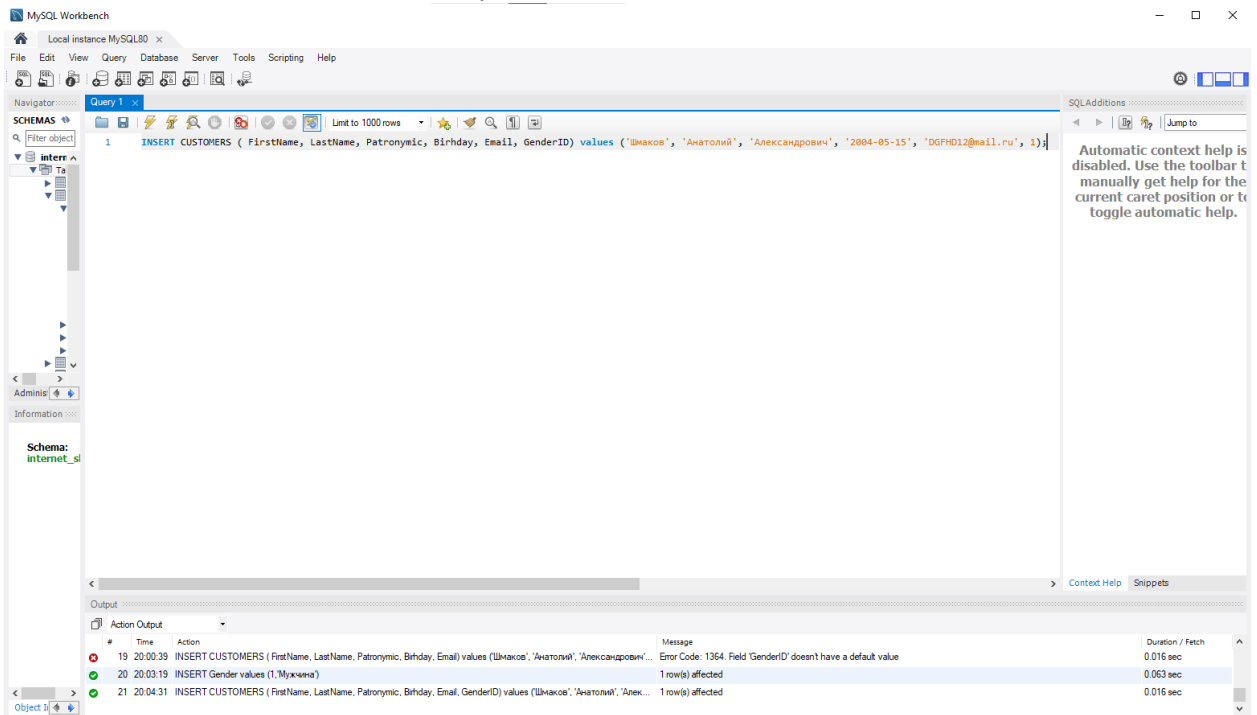 MySQL Workbench
Local instance MySQL80
File Edit View Query Database Server Tools Scripting Help
Navigator
SCHEMAS
Filter object
intern
Ta
Administ
Information
Schema:
internet_sl
Object I
Query 1
Limit to 1000 rows
1 INSERT CUSTOMERS ( FirstName, LastName, Patronymic, Birhday, Email, GenderID) values ('Шмаков', 'Анатолий', 'Александрович', '2004-05-15', 'DGFHD12@mail.ru', 1);
SQLAdditions
Jump to
Automatic context help is
disabled. Use the toolbar t
manually get help for the
current caret position or to
toggle automatic help.
Context Help Snippets
Output
Action Output
# Time Action Message Duration / Fetch
19 20:00:39 INSERT CUSTOMERS ( FirstName, LastName, Patronymic, Birhday, Email) values ('Шмаков', 'Анатолий', 'Александрович'... Error Code: 1364. Field 'GenderID' doesn't have a default value 0.016 sec
20 20:03:19 INSERT Gender values (1,'Мужчина') 1 row(s) affected 0.063 sec
21 20:04:31 INSERT CUSTOMERS ( FirstName, LastName, Patronymic, Birhday, Email, GenderID) values ('Шмаков', 'Анатолий', 'Алек... 1 row(s) affected 0.016 sec